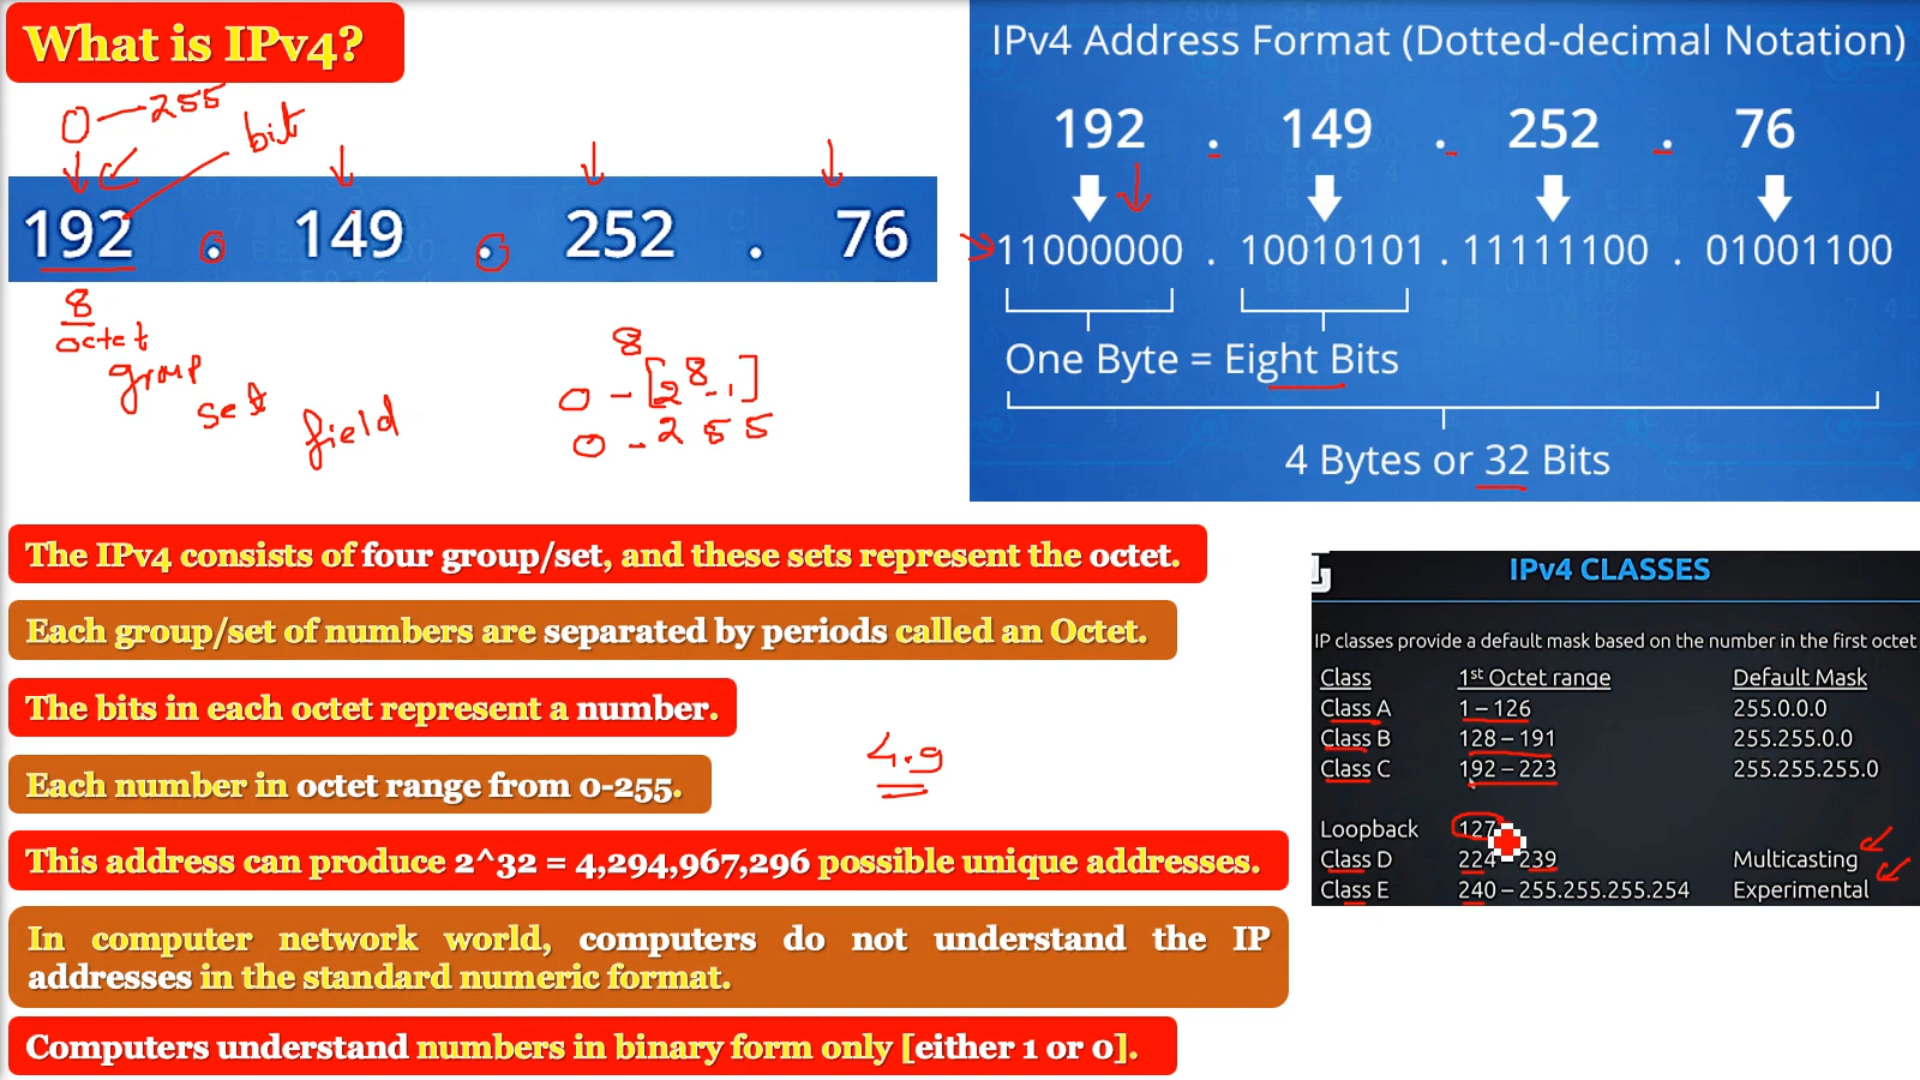 What is IPv4?
0 — 255
bit
192 . 149 . 252 . 76
8
octet
group
set
field
8
0 - [2^8 - 1]
0 - 255
IPv4 Address Format (Dotted-decimal Notation)
192 . 149 . 252 . 76
11000000 . 10010101 . 11111100 . 01001100
One Byte = Eight Bits
4 Bytes or 32 Bits
The IPv4 consists of four group/set, and these sets represent the octet.
Each group/set of numbers are separated by periods called an Octet.
The bits in each octet represent a number.
Each number in octet range from 0-255.
4.9
This address can produce 2^32 = 4,294,967,296 possible unique addresses.
In computer network world, computers do not understand the IP
addresses in the standard numeric format.
Computers understand numbers in binary form only [either 1 or 0].
IPv4 CLASSES
IP classes provide a default mask based on the number in the first octet
Class 1st Octet range Default Mask
Class A 1 – 126 255.0.0.0
Class B 128 – 191 255.255.0.0
Class C 192 – 223 255.255.255.0
Loopback 127
Class D 224 239 Multicasting
Class E 240 – 255.255.255.254 Experimental